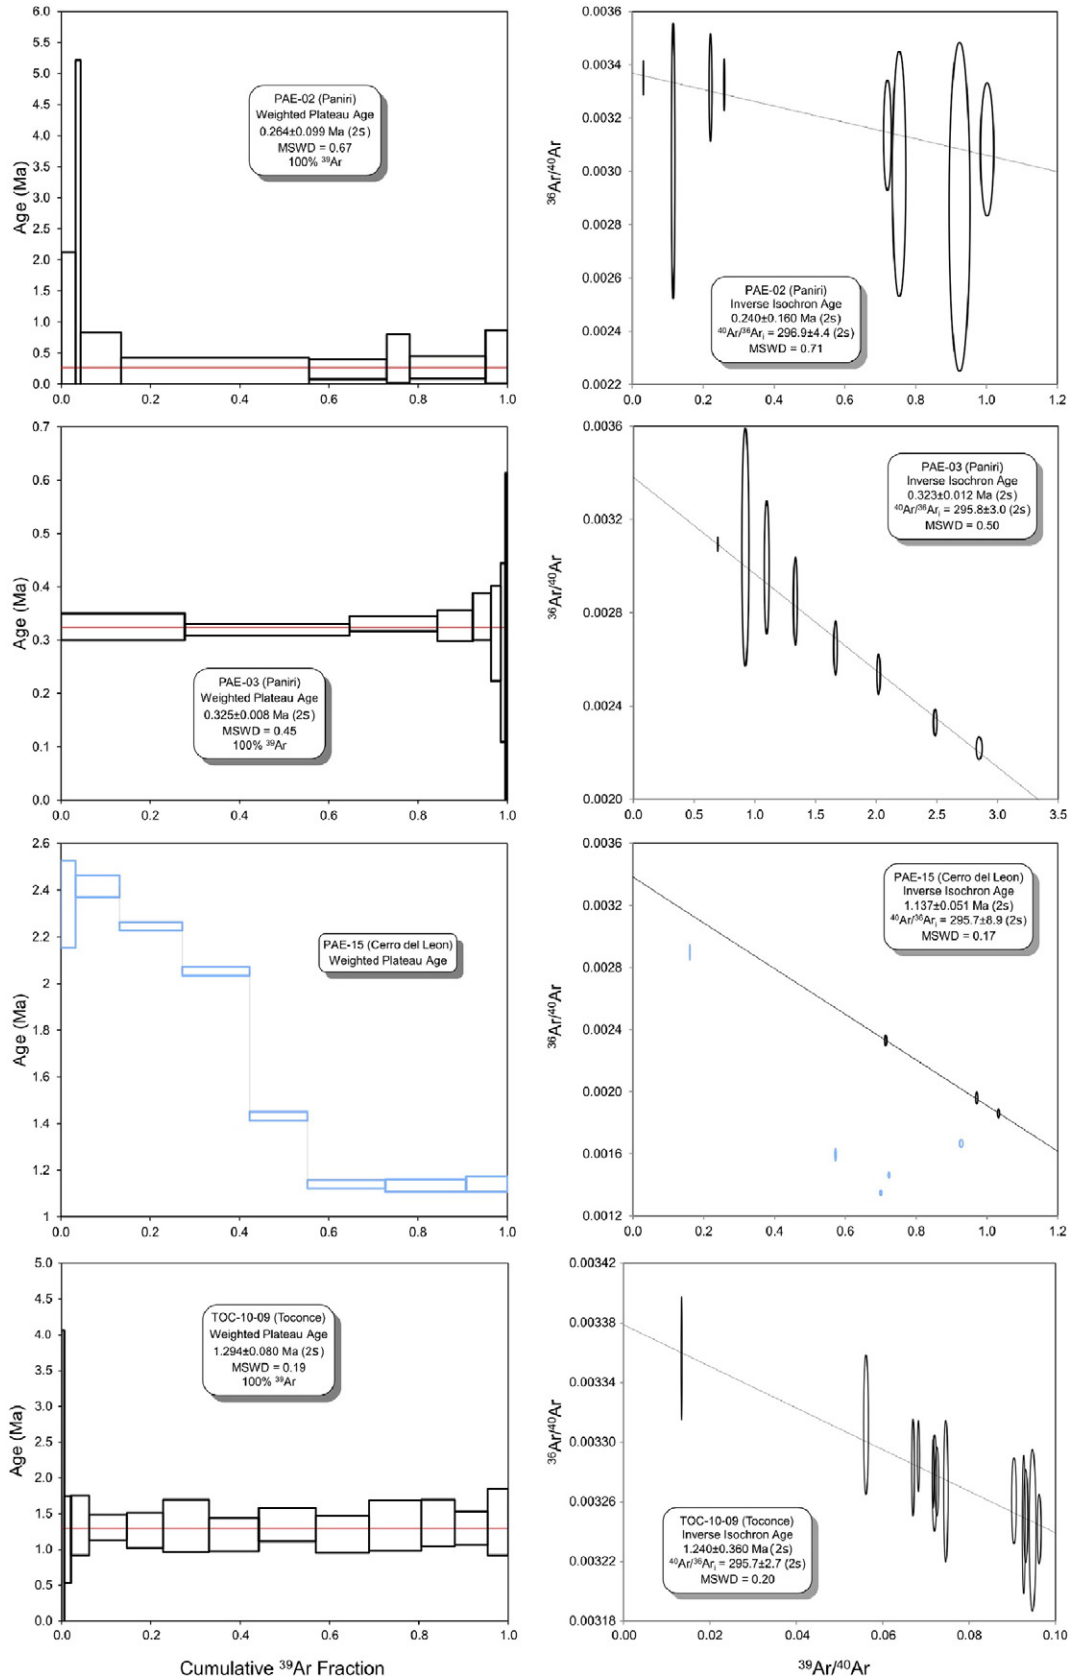 6.0
5.5
5.0
4.5
4.0
3.5
3.0
2.5
2.0
1.5
1.0
0.5
0.0
Age (Ma)
PAE-02 (Paniri)
Weighted Plateau Age
0.264±0.099 Ma (2s)
MSWD = 0.67
100% ³⁹Ar
0.0 0.2 0.4 0.6 0.8 1.0
0.0036
0.0034
0.0032
0.0030
0.0028
0.0026
0.0024
0.0022
³⁶Ar/⁴⁰Ar
PAE-02 (Paniri)
Inverse Isochron Age
0.240±0.160 Ma (2s)
⁴⁰Ar/³⁶Arᵢ = 296.9±4.4 (2s)
MSWD = 0.71
0.0 0.2 0.4 0.6 0.8 1.0 1.2
0.7
0.6
0.5
0.4
0.3
0.2
0.1
0.0
Age (Ma)
PAE-03 (Paniri)
Weighted Plateau Age
0.325±0.008 Ma (2S)
MSWD = 0.45
100% ³⁹Ar
0.0 0.2 0.4 0.6 0.8 1.0
0.0036
0.0032
0.0028
0.0024
0.0020
³⁶Ar/⁴⁰Ar
PAE-03 (Paniri)
Inverse Isochron Age
0.323±0.012 Ma (2s)
⁴⁰Ar/³⁶Arᵢ = 295.8±3.0 (2s)
MSWD = 0.50
0.0 0.5 1.0 1.5 2.0 2.5 3.0 3.5
2.6
2.4
2.2
2
1.8
1.6
1.4
1.2
1
Age (Ma)
PAE-15 (Cerro del Leon)
Weighted Plateau Age
0.0 0.2 0.4 0.6 0.8 1.0
0.0036
0.0032
0.0028
0.0024
0.0020
0.0016
0.0012
³⁶Ar/⁴⁰Ar
PAE-15 (Cerro del Leon)
Inverse Isochron Age
1.137±0.051 Ma (2s)
⁴⁰Ar/³⁶Arᵢ = 295.7±8.9 (2s)
MSWD = 0.17
0.0 0.2 0.4 0.6 0.8 1.0 1.2
5.0
4.5
4.0
3.5
3.0
2.5
2.0
1.5
1.0
0.5
0.0
Age (Ma)
TOC-10-09 (Toconce)
Weighted Plateau Age
1.294±0.080 Ma (2S)
MSWD = 0.19
100% ³⁹Ar
0.0 0.2 0.4 0.6 0.8 1.0
Cumulative ³⁹Ar Fraction
0.00342
0.00338
0.00334
0.00330
0.00326
0.00322
0.00318
³⁶Ar/⁴⁰Ar
TOC-10-09 (Toconce)
Inverse Isochron Age
1.240±0.360 Ma (2s)
⁴⁰Ar/³⁶Arᵢ = 295.7±2.7 (2s)
MSWD = 0.20
0.00 0.02 0.04 0.06 0.08 0.10
³⁹Ar/⁴⁰Ar